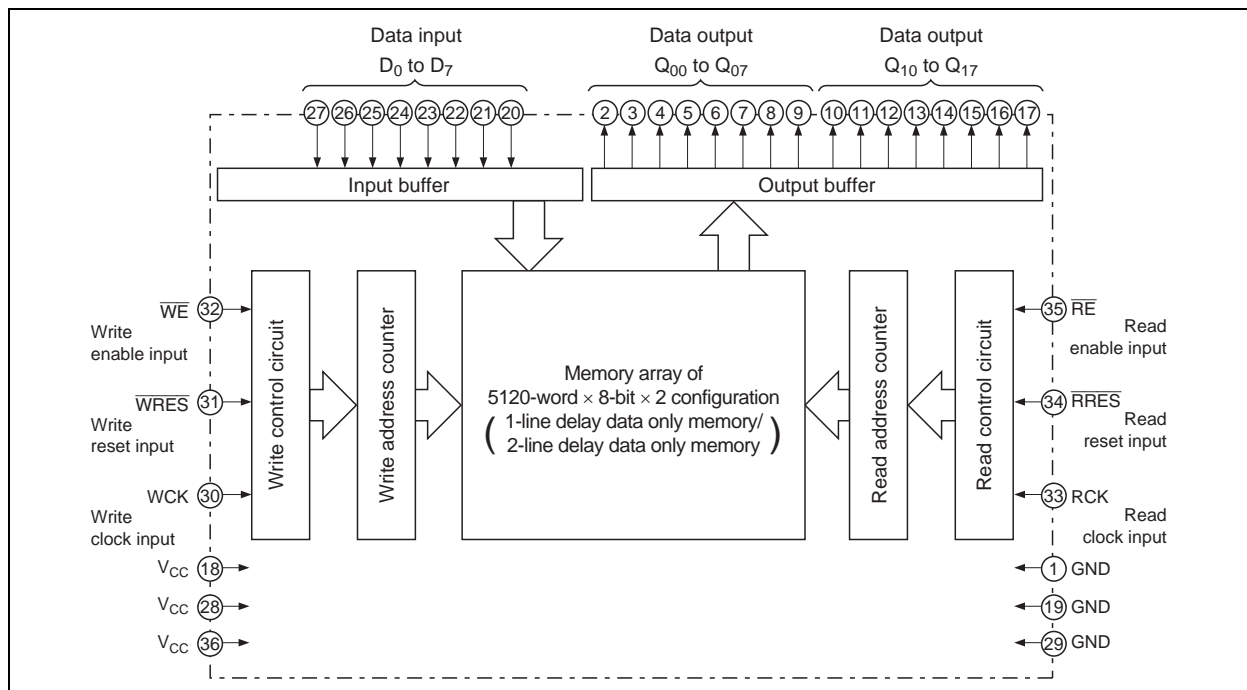 Data input
D0 to D7
Data output
Q00 to Q07
Data output
Q10 to Q17
27 26 25 24 23 22 21 20
2 3 4 5 6 7 8 9
10 11 12 13 14 15 16 17
Input buffer
Output buffer
WE
32
Write
enable input
WRES
31
Write
reset input
WCK
30
Write
clock input
VCC 18
VCC 28
VCC 36
Write control circuit
Write address counter
Memory array of
5120-word × 8-bit × 2 configuration
( 1-line delay data only memory/
2-line delay data only memory )
Read address counter
Read control circuit
35 RE
Read
enable input
34 RRES
Read
reset input
33 RCK
Read
clock input
1 GND
19 GND
29 GND